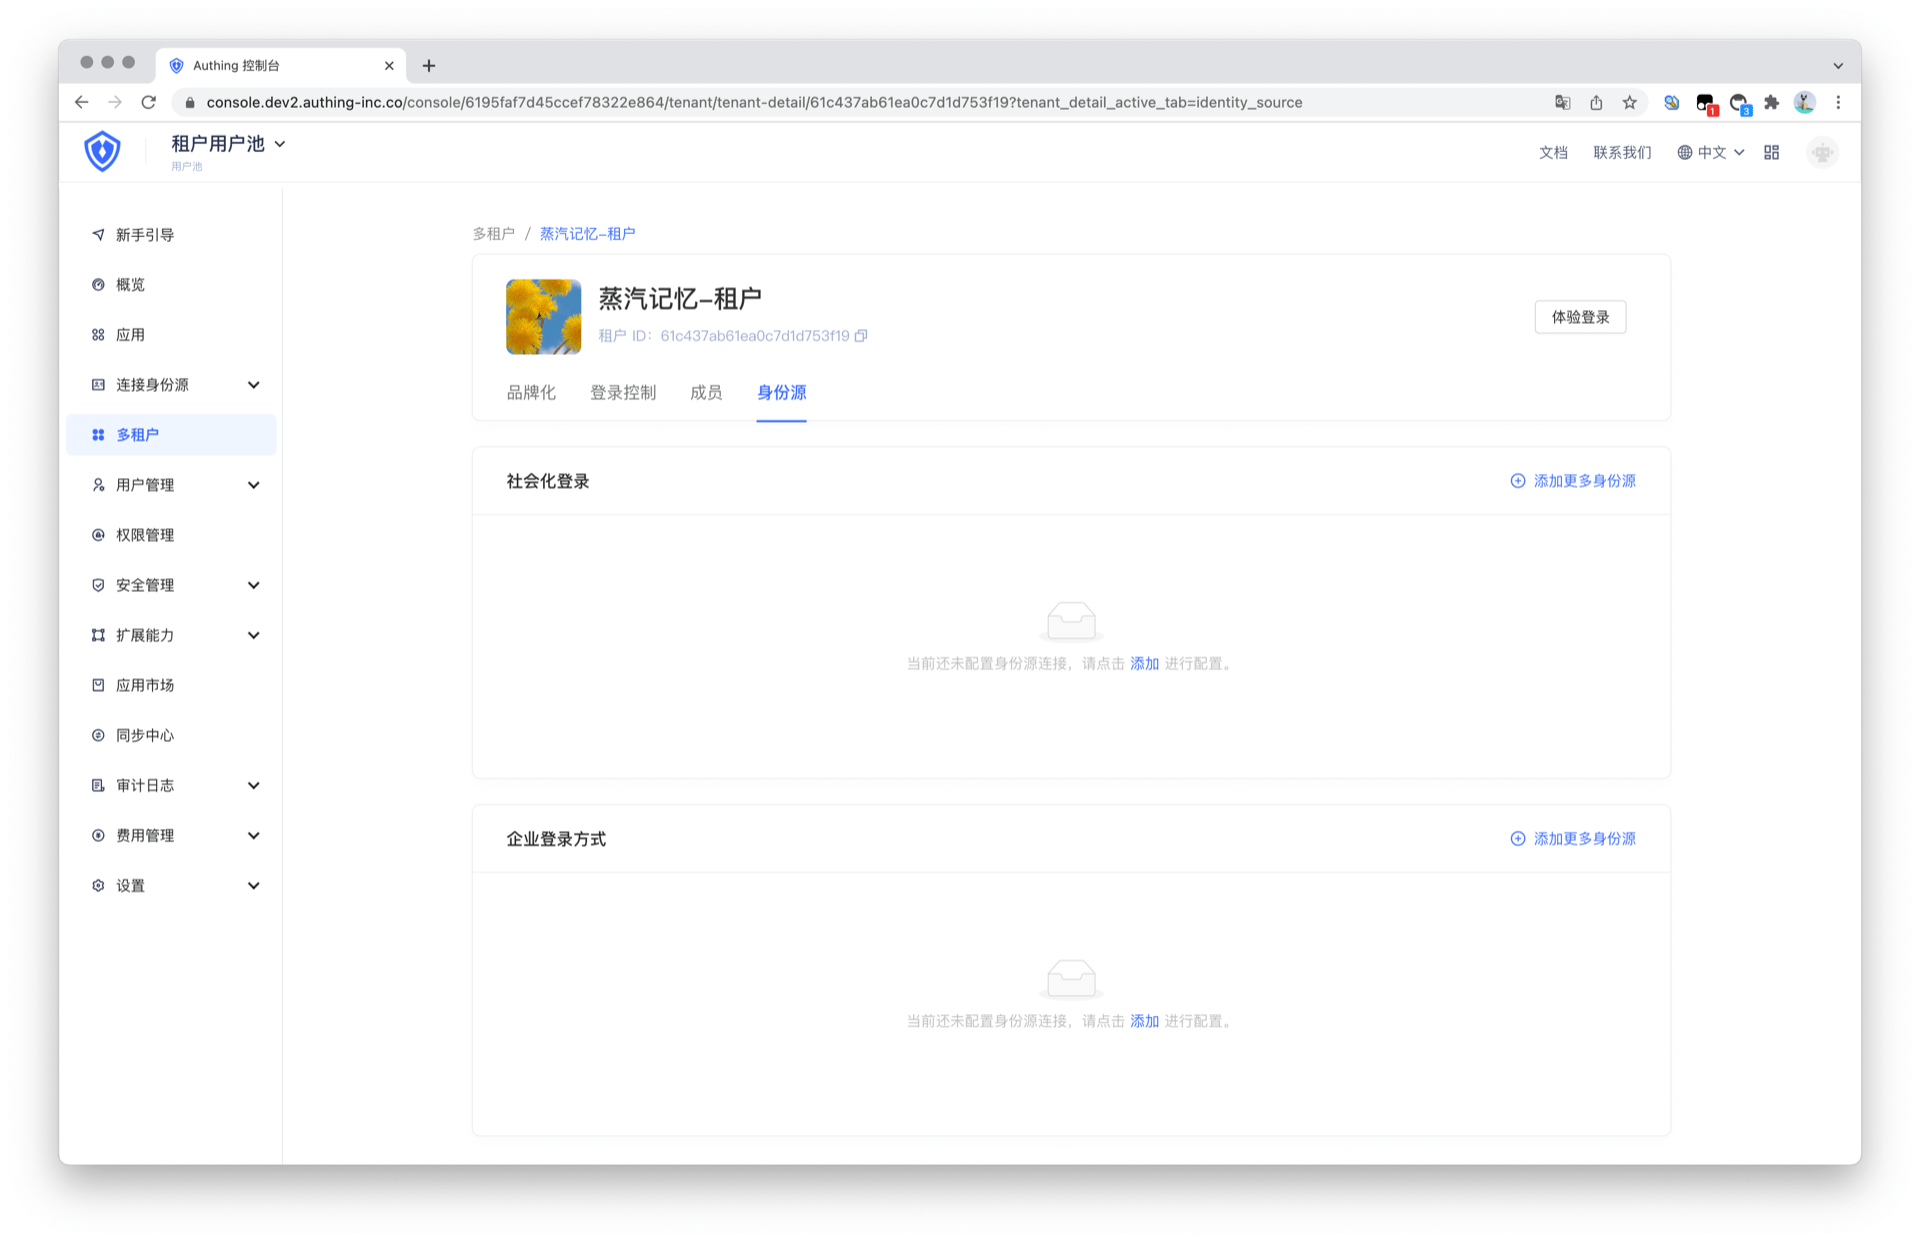 Authing 控制台
console.dev2.authing-inc.co/console/6195faf7d45ccef78322e864/tenant/tenant-detail/61c437ab61ea0c7d1d753f19?tenant_detail_active_tab=identity_source
1
3
租户用户池
用户池
文档 联系我们 中文
新手引导
概览
应用
连接身份源
多租户
用户管理
权限管理
安全管理
扩展能力
应用市场
同步中心
审计日志
费用管理
设置
多租户 / 蒸汽记忆-租户
蒸汽记忆-租户
租户 ID：61c437ab61ea0c7d1d753f19
体验登录
品牌化 登录控制 成员 身份源
社会化登录 添加更多身份源
当前还未配置身份源连接，请点击 添加 进行配置。
企业登录方式 添加更多身份源
当前还未配置身份源连接，请点击 添加 进行配置。